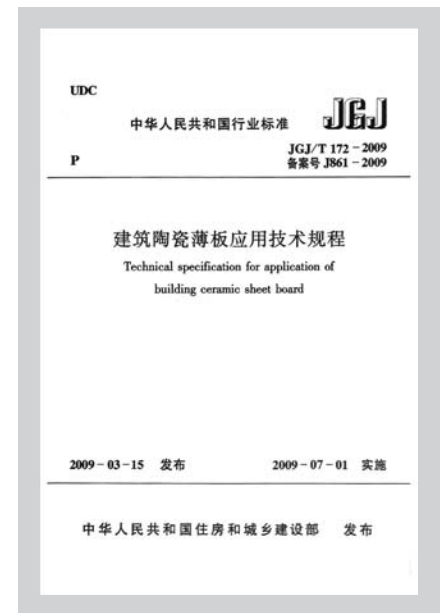 UDC
中华人民共和国行业标准 JGJ
JGJ/T 172-2009
P 备案号 J861-2009
建筑陶瓷薄板应用技术规程
Technical specification for application of
building ceramic sheet board
2009-03-15 发布 2009-07-01 实施
中华人民共和国住房和城乡建设部 发布